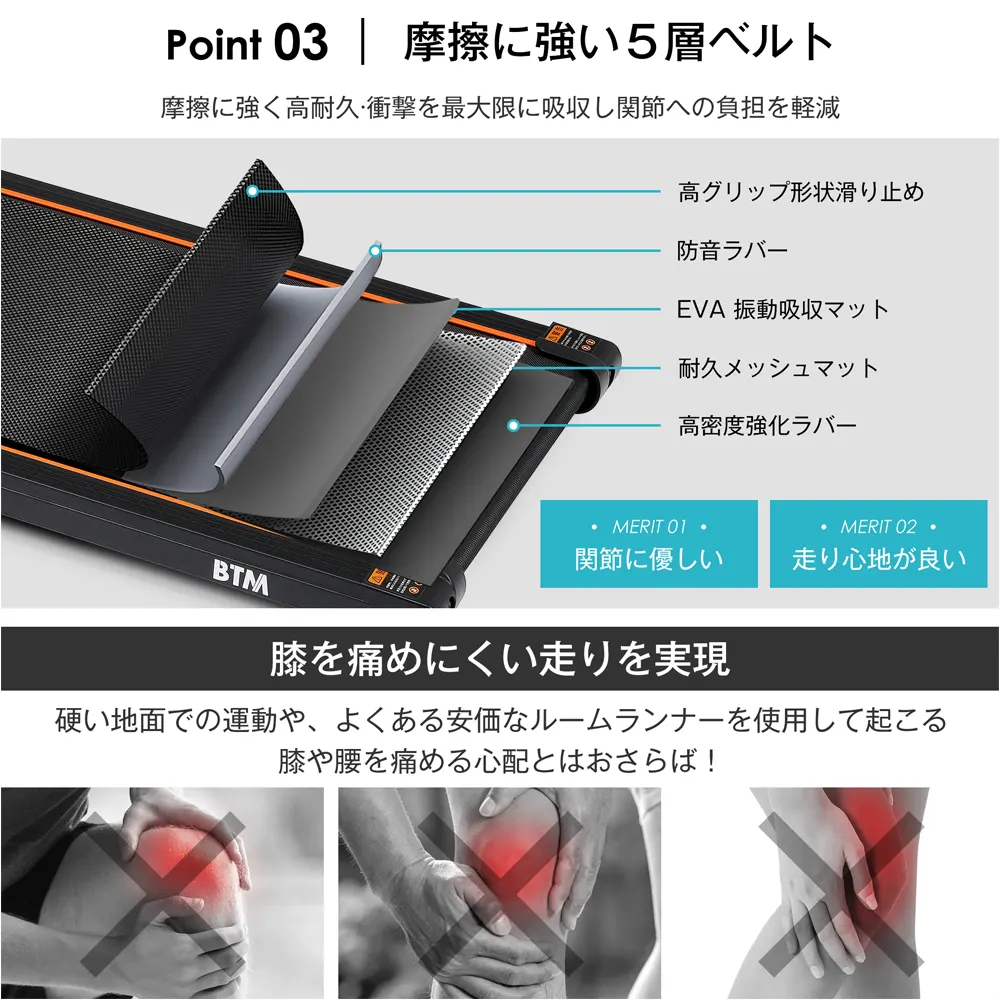 Point 03 | 摩擦に強い5層ベルト
摩擦に強く高耐久・衝撃を最大限に吸収し関節への負担を軽減
高グリップ形状滑り止め
防音ラバー
EVA 振動吸収マット
耐久メッシュマット
高密度強化ラバー
• MERIT 01 •
関節に優しい
• MERIT 02 •
走り心地が良い
BTM
膝を痛めにくい走りを実現
硬い地面での運動や、よくある安価なルームランナーを使用して起こる
膝や腰を痛める心配とはおさらば！